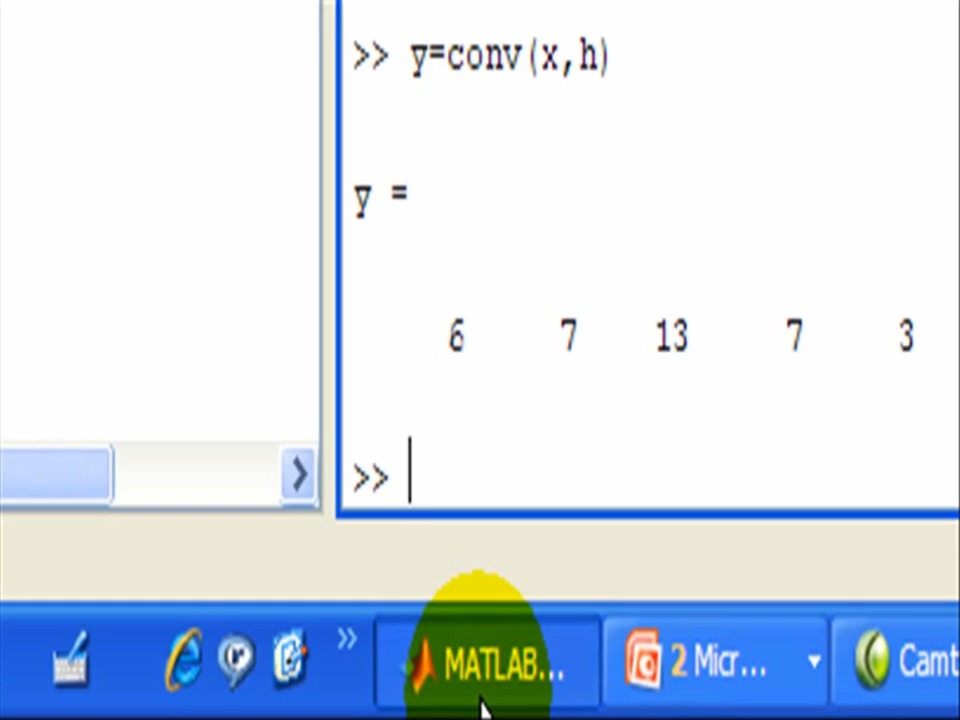 >> y=conv(x,h)
y =
6 7 13 7 3
>>
MATLAB... 2 Micr... Camt